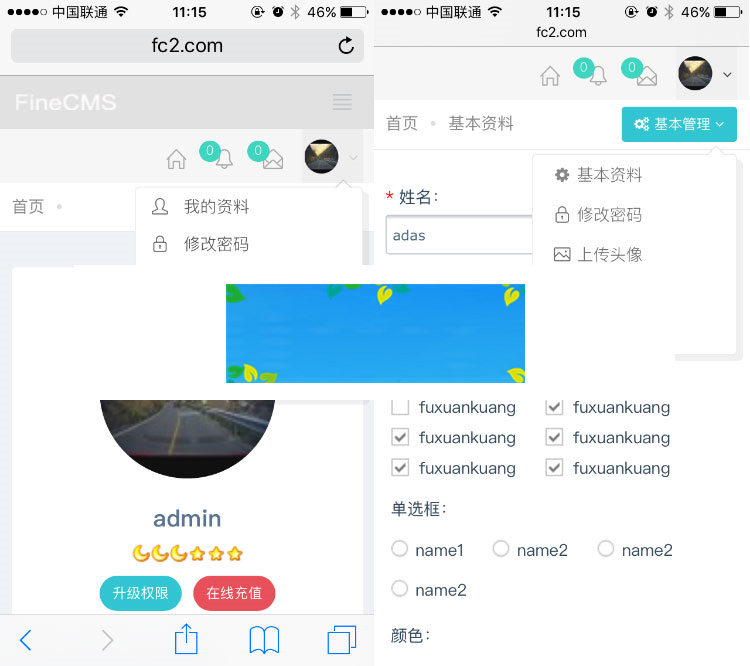 中国联通 11:15 46%
fc2.com
FineCMS
0 0
首页
我的资料
修改密码
admin
升级权限 在线充值
中国联通 11:15 46%
fc2.com
0 0
首页 基本资料 基本管理
基本资料
修改密码
上传头像
* 姓名:
adas
fuxuankuang fuxuankuang
fuxuankuang fuxuankuang
fuxuankuang fuxuankuang
单选框:
name1 name2 name2
name2
颜色: